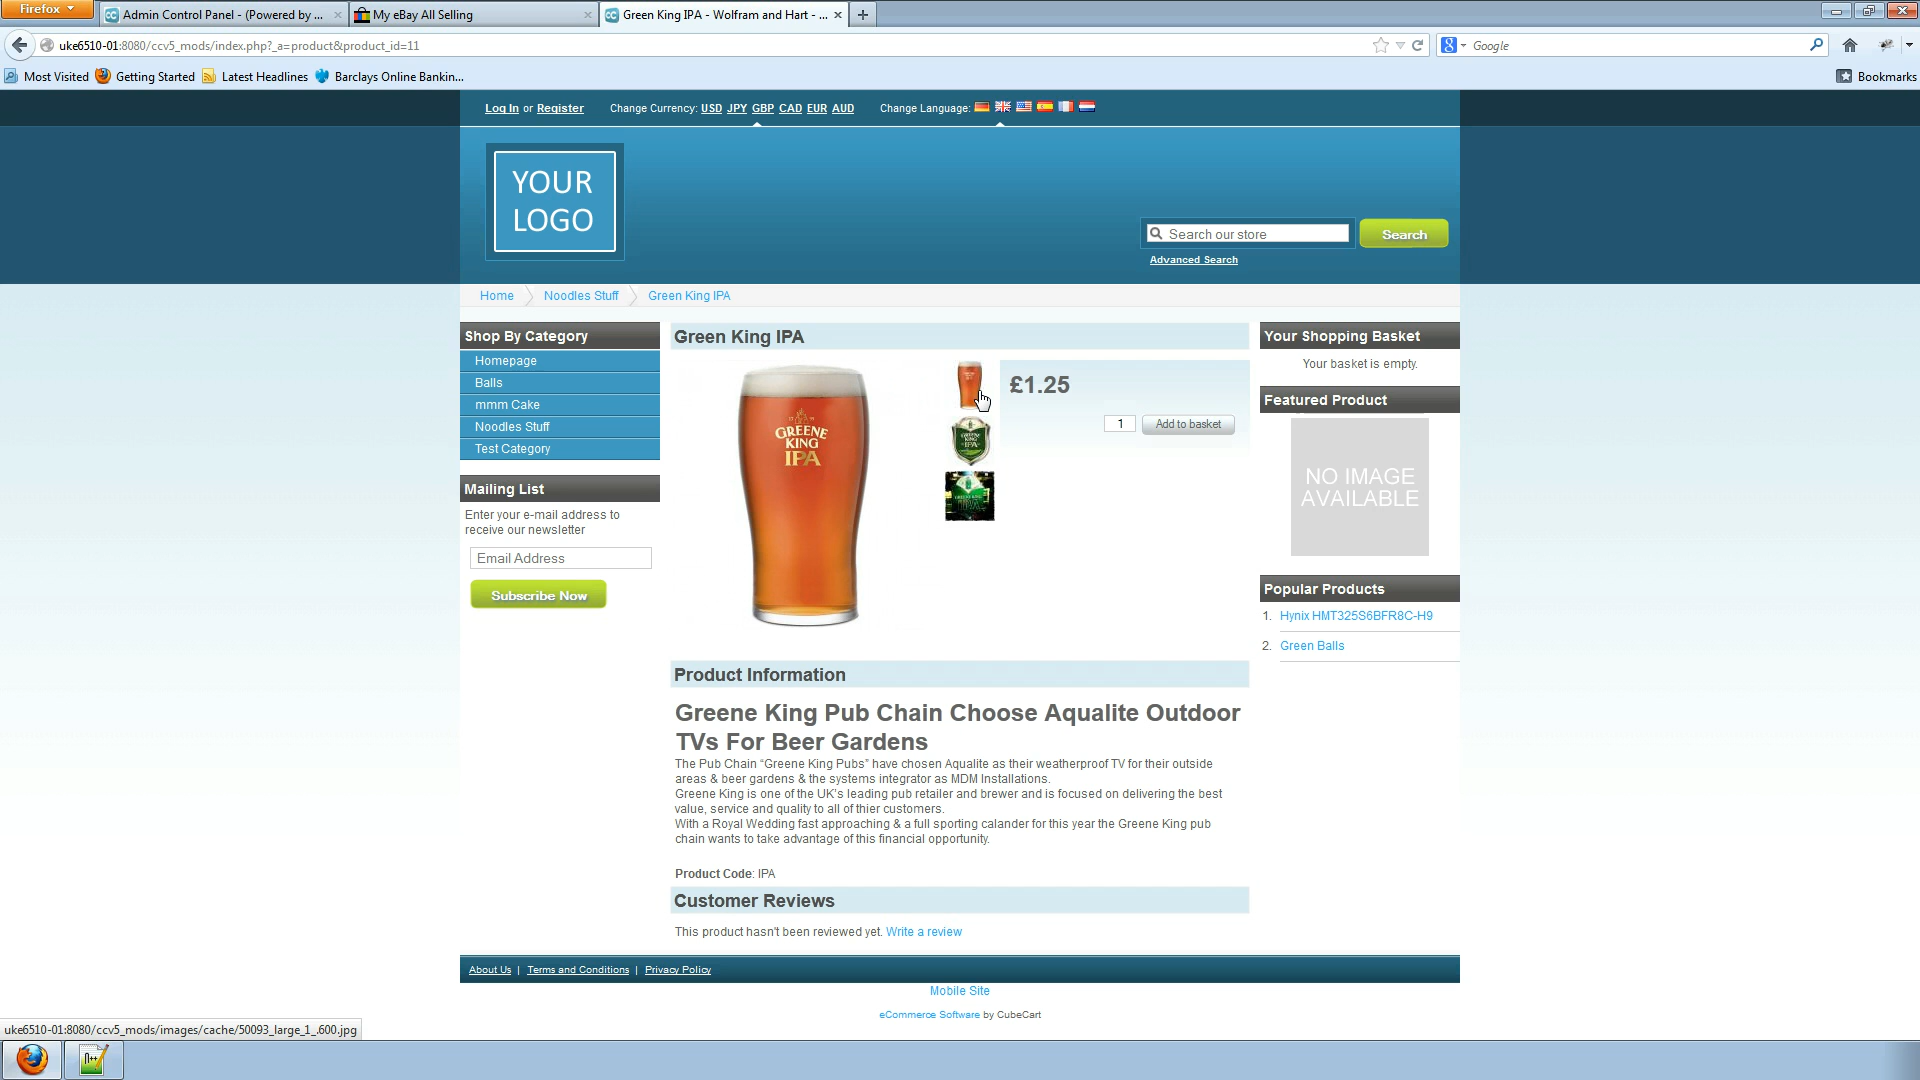 Firefox
Admin Control Panel - (Powered by ...
My eBay All Selling
Green King IPA - Wolfram and Hart - ...
uke6510-01:8080/ccv5_mods/index.php?_a=product&product_id=11
Google
Most Visited
Getting Started
Latest Headlines
Barclays Online Bankin...
Bookmarks
Log In or Register
Change Currency: USD JPY GBP CAD EUR AUD
Change Language:
YOUR
LOGO
Search our store
Search
Advanced Search
Home
Noodles Stuff
Green King IPA
Shop By Category
Homepage
Balls
mmm Cake
Noodles Stuff
Test Category
Mailing List
Enter your e-mail address to
receive our newsletter
Email Address
Subscribe Now
Green King IPA
GREENE
KING
IPA
GREENE KING
IPA
£1.25
1
Add to basket
Product Information
Greene King Pub Chain Choose Aqualite Outdoor
TVs For Beer Gardens
The Pub Chain “Greene King Pubs” have chosen Aqualite as their weatherproof TV for their outside
areas & beer gardens & the systems integrator as MDM Installations.
Greene King is one of the UK's leading pub retailer and brewer and is focused on delivering the best
value, service and quality to all of thier customers.
With a Royal Wedding fast approaching & a full sporting calander for this year the Greene King pub
chain wants to take advantage of this financial opportunity.
Product Code: IPA
Customer Reviews
This product hasn't been reviewed yet. Write a review
Your Shopping Basket
Your basket is empty.
Featured Product
NO IMAGE
AVAILABLE
Popular Products
1. Hynix HMT325S6BFR8C-H9
2. Green Balls
About Us | Terms and Conditions | Privacy Policy
Mobile Site
eCommerce Software by CubeCart
uke6510-01:8080/ccv5_mods/images/cache/50093_large_1_.600.jpg